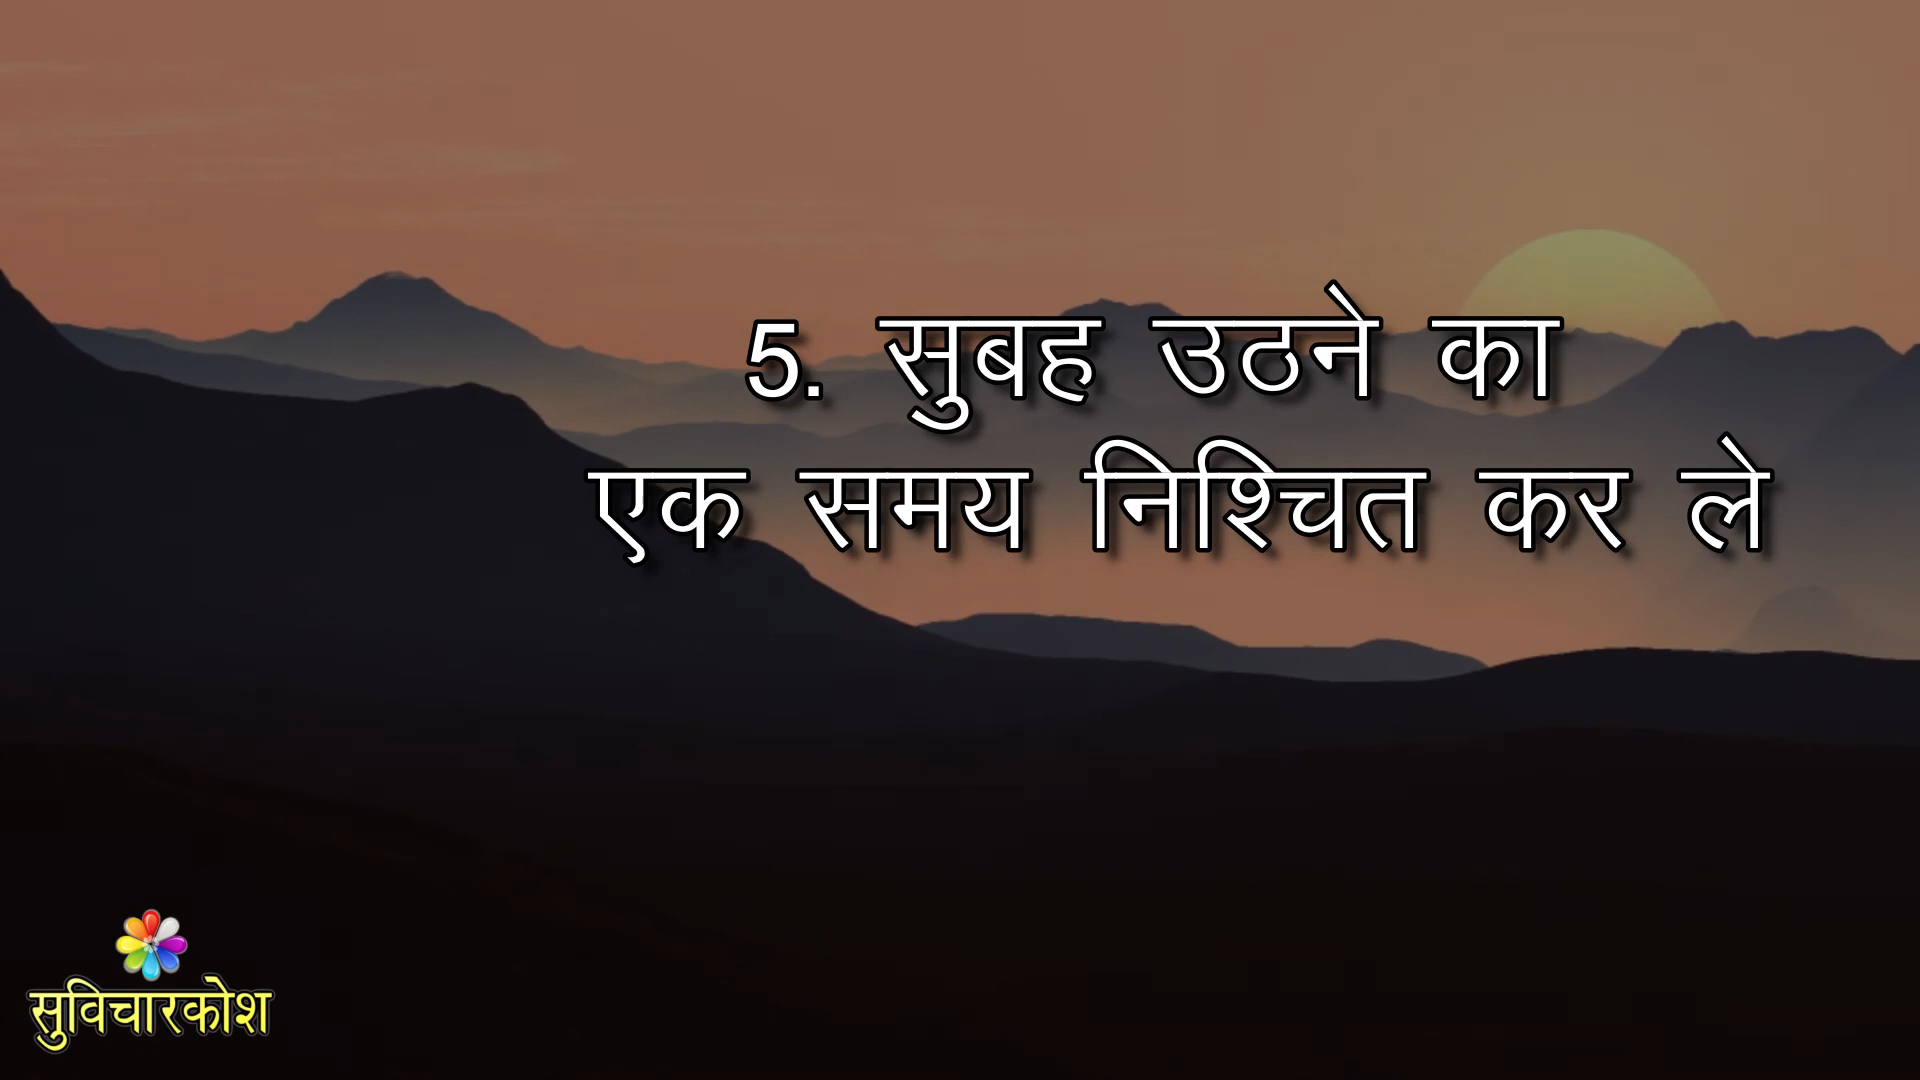 5. सुबह उठने का
एक समय निश्चित कर ले
सुविचारकोश